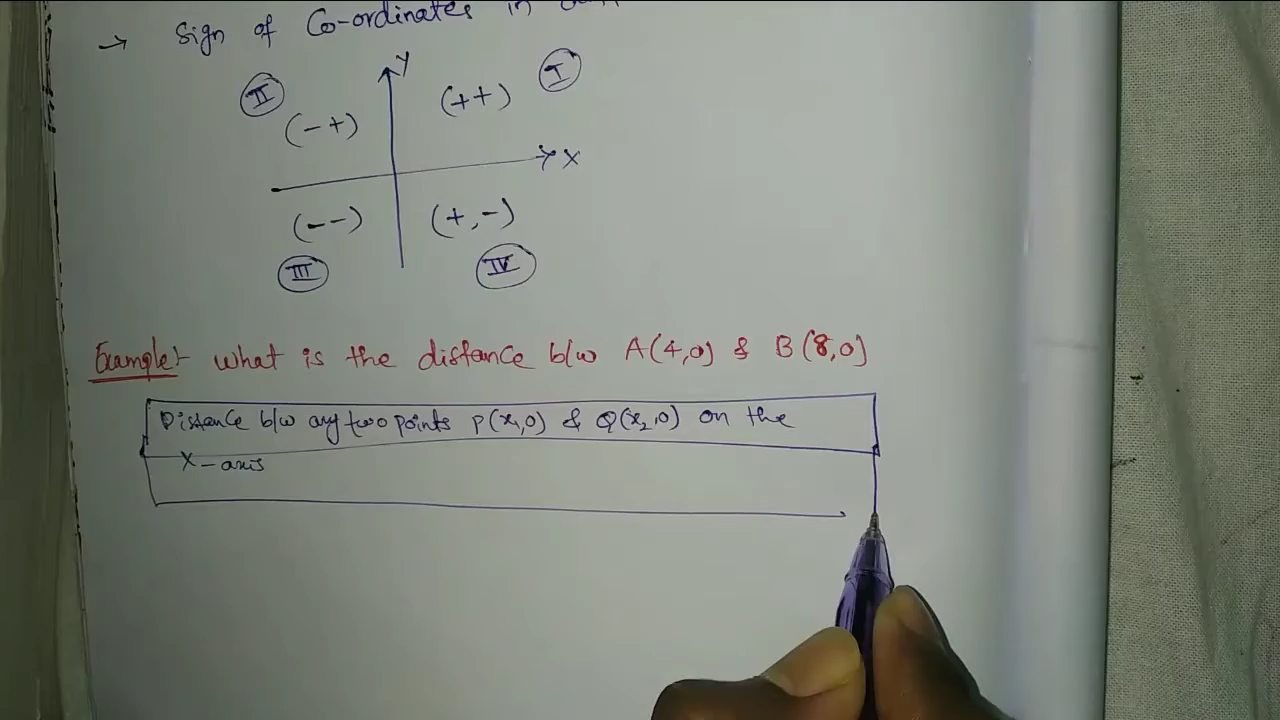 → Sign of Co-ordinates in
Y
II
I
(- +)
(+ +)
X
(- -)
(+, -)
III
IV
Example:- what is the distance b/w A(4,0) & B(8,0)
Distance b/w any two points P(x₁,0) & Q(x₂,0) on the
X-axis